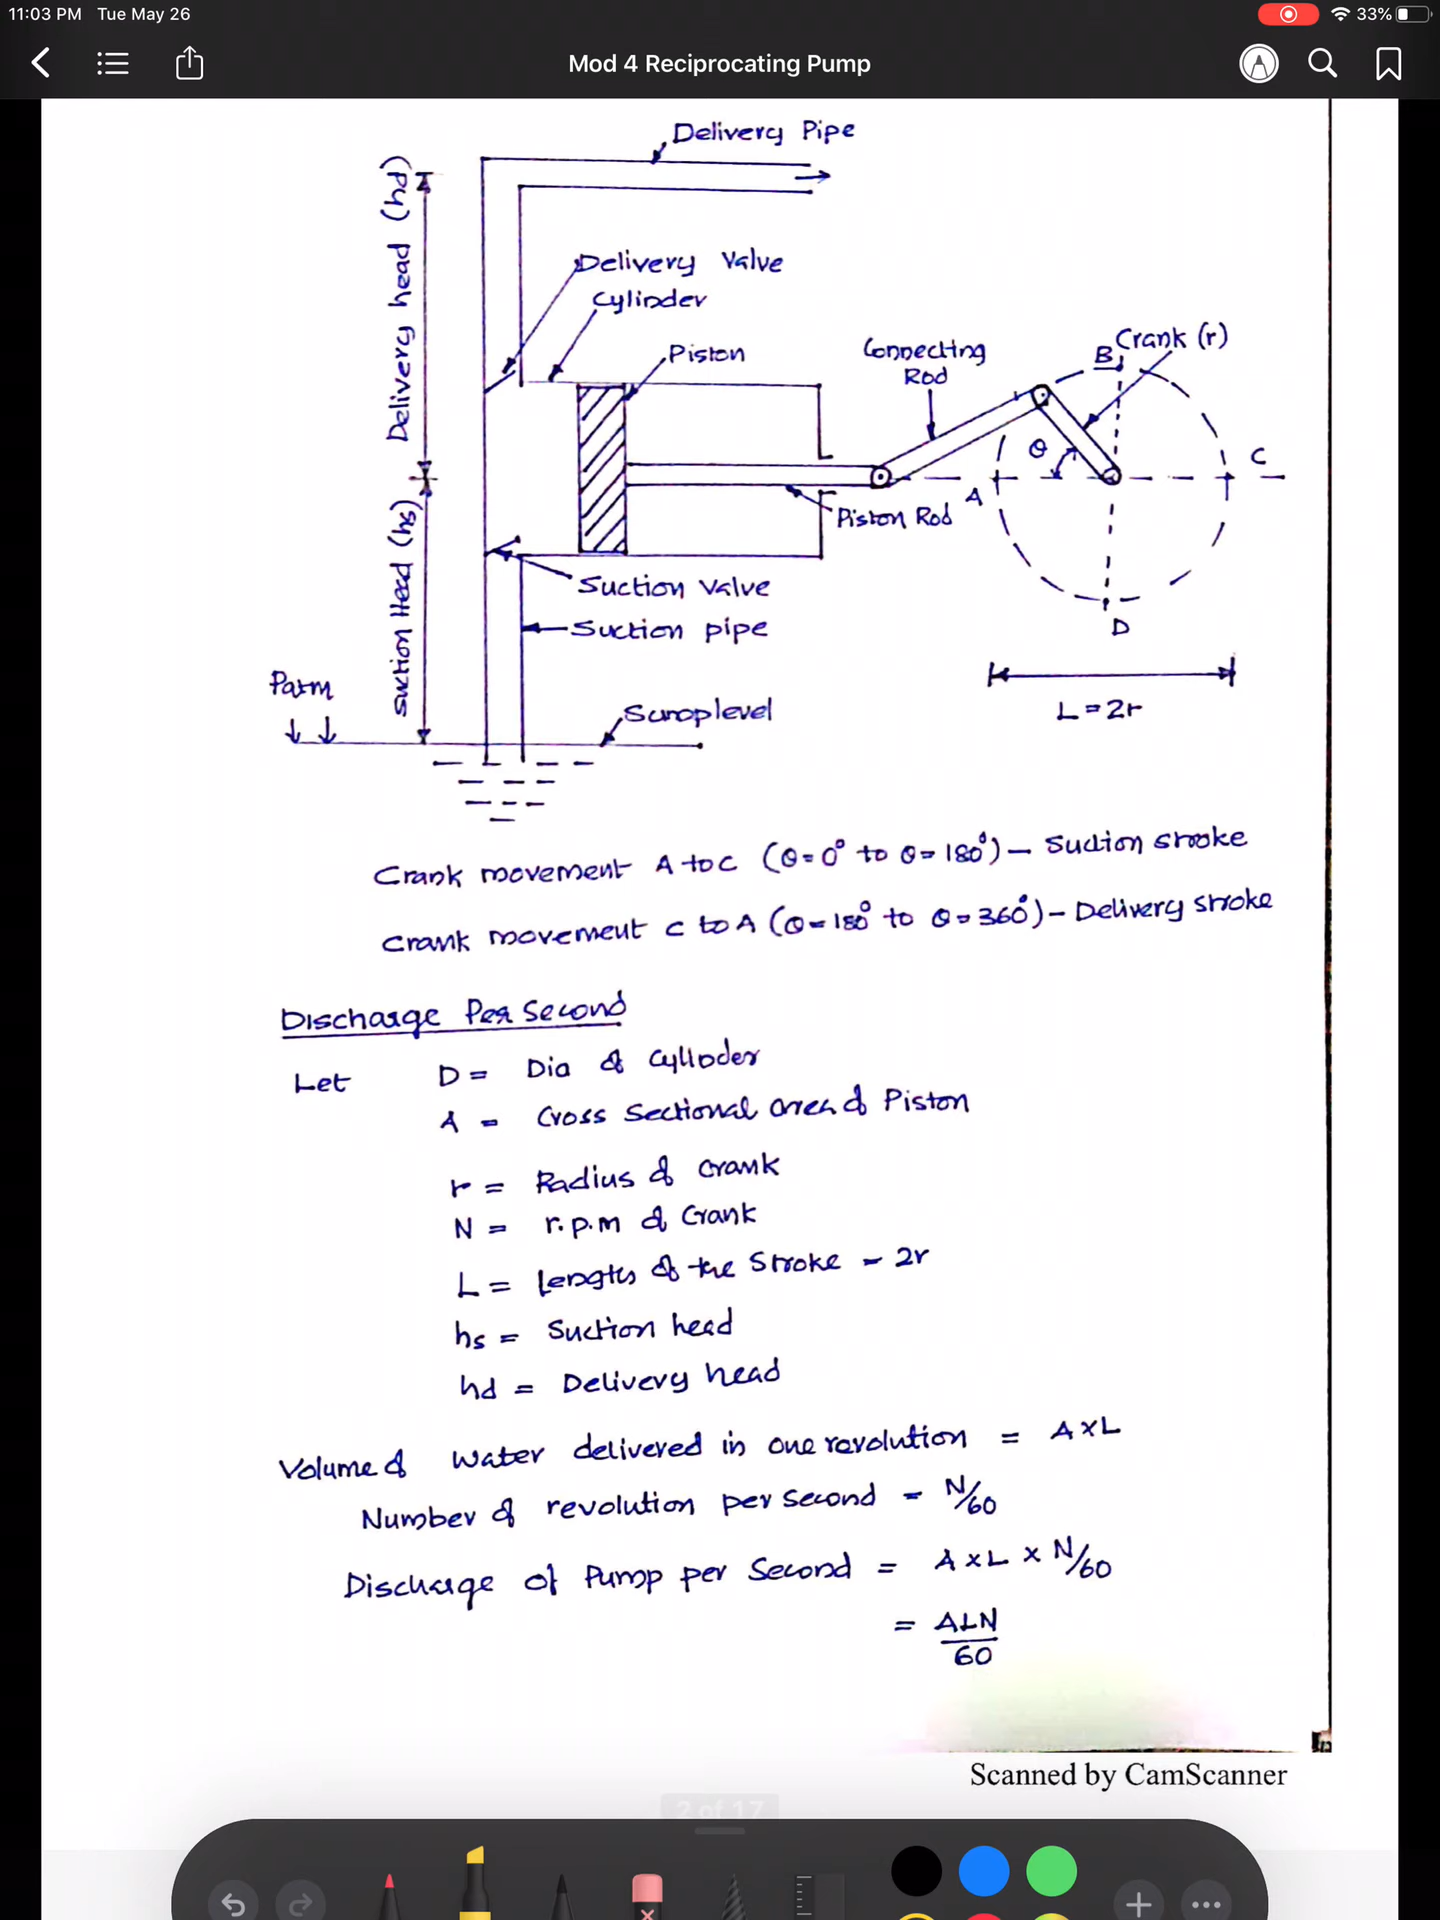 11:03 PM Tue May 26
33%
Mod 4 Reciprocating Pump
Delivery Pipe
Delivery head (hd)
Delivery Valve
Cylinder
Piston
Connecting
Rod
B
Crank (r)
θ
A
C
Piston Rod
Suction Head (hs)
Suction Valve
Suction pipe
D
Patm
Sump level
L = 2r
Crank movement A to C (θ = 0° to θ = 180°) – Suction stroke
Crank movement C to A (θ = 180° to θ = 360°) – Delivery stroke
Discharge Per Second
Let D = Dia of Cylinder
A = Cross Sectional area of Piston
r = Radius of Crank
N = r.p.m of Crank
L = Length of the Stroke = 2r
hs = Suction head
hd = Delivery head
Volume of Water delivered in one revolution = A×L
Number of revolution per second = N/60
Discharge of Pump per Second = A×L × N/60
= ALN/60
Scanned by CamScanner
2 of 17